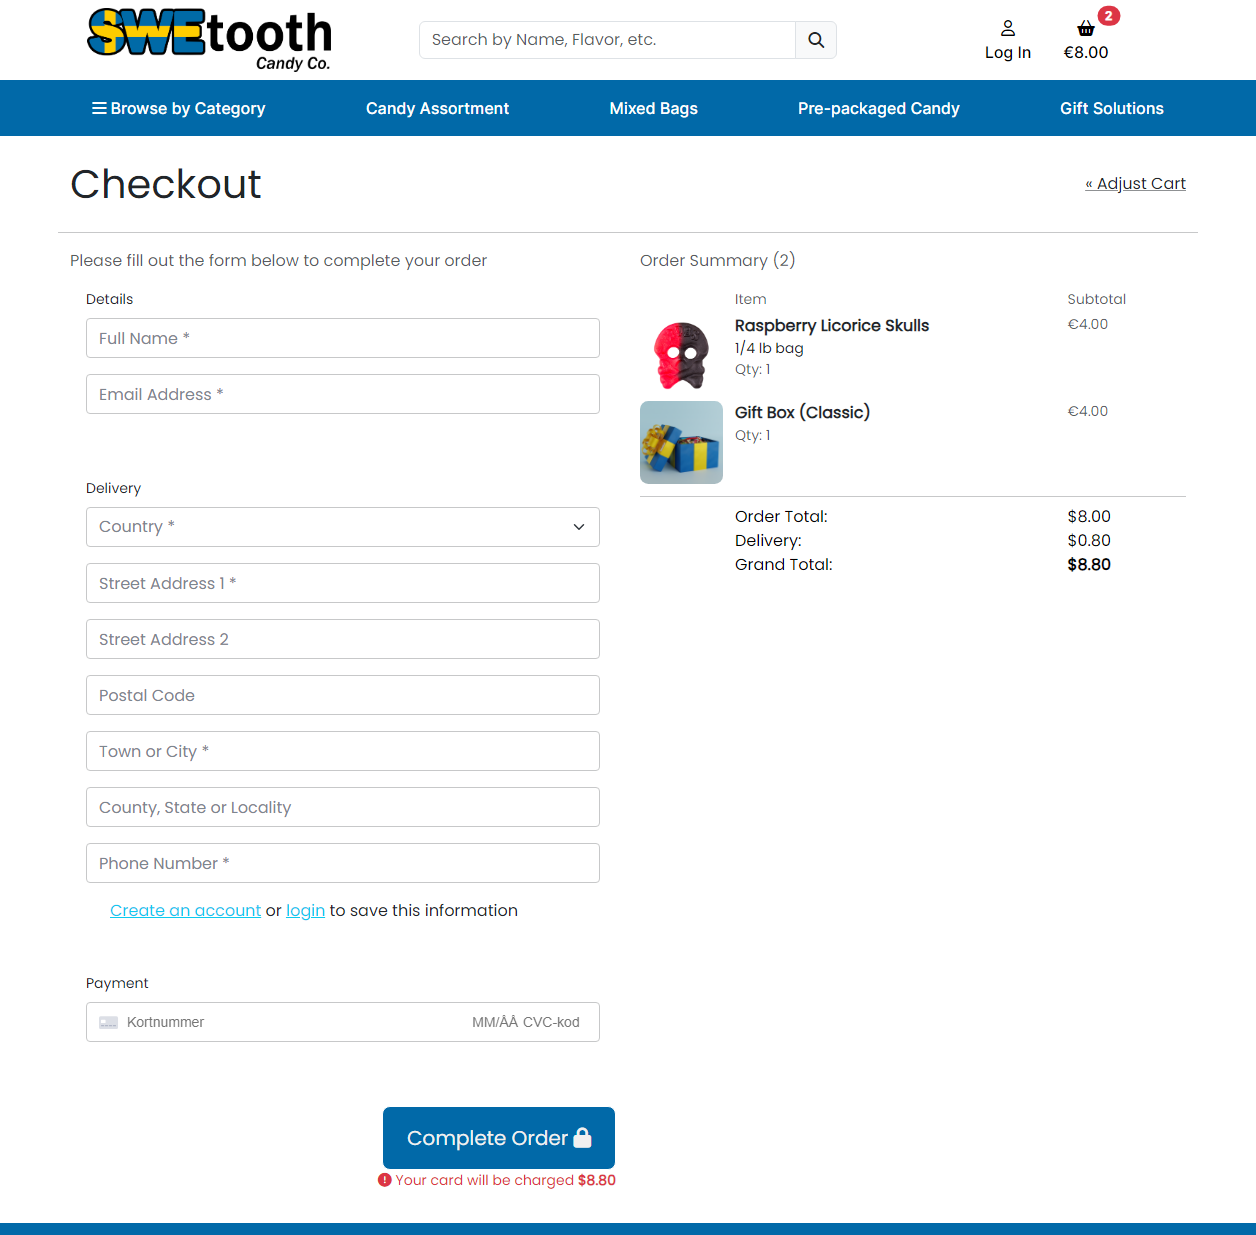 SWEtooth
Candy Co.
Search by Name, Flavor, etc.
Log In
2
€8.00
Browse by Category
Candy Assortment
Mixed Bags
Pre-packaged Candy
Gift Solutions
Checkout
« Adjust Cart
Please fill out the form below to complete your order
Details
Full Name *
Email Address *
Delivery
Country *
Street Address 1 *
Street Address 2
Postal Code
Town or City *
County, State or Locality
Phone Number *
Create an account or login to save this information
Payment
Kortnummer MM/ÅÅ CVC-kod
Complete Order
Your card will be charged $8.80
Order Summary (2)
Item Subtotal
Raspberry Licorice Skulls €4.00
1/4 lb bag
Qty: 1
Gift Box (Classic) €4.00
Qty: 1
Order Total: $8.00
Delivery: $0.80
Grand Total: $8.80